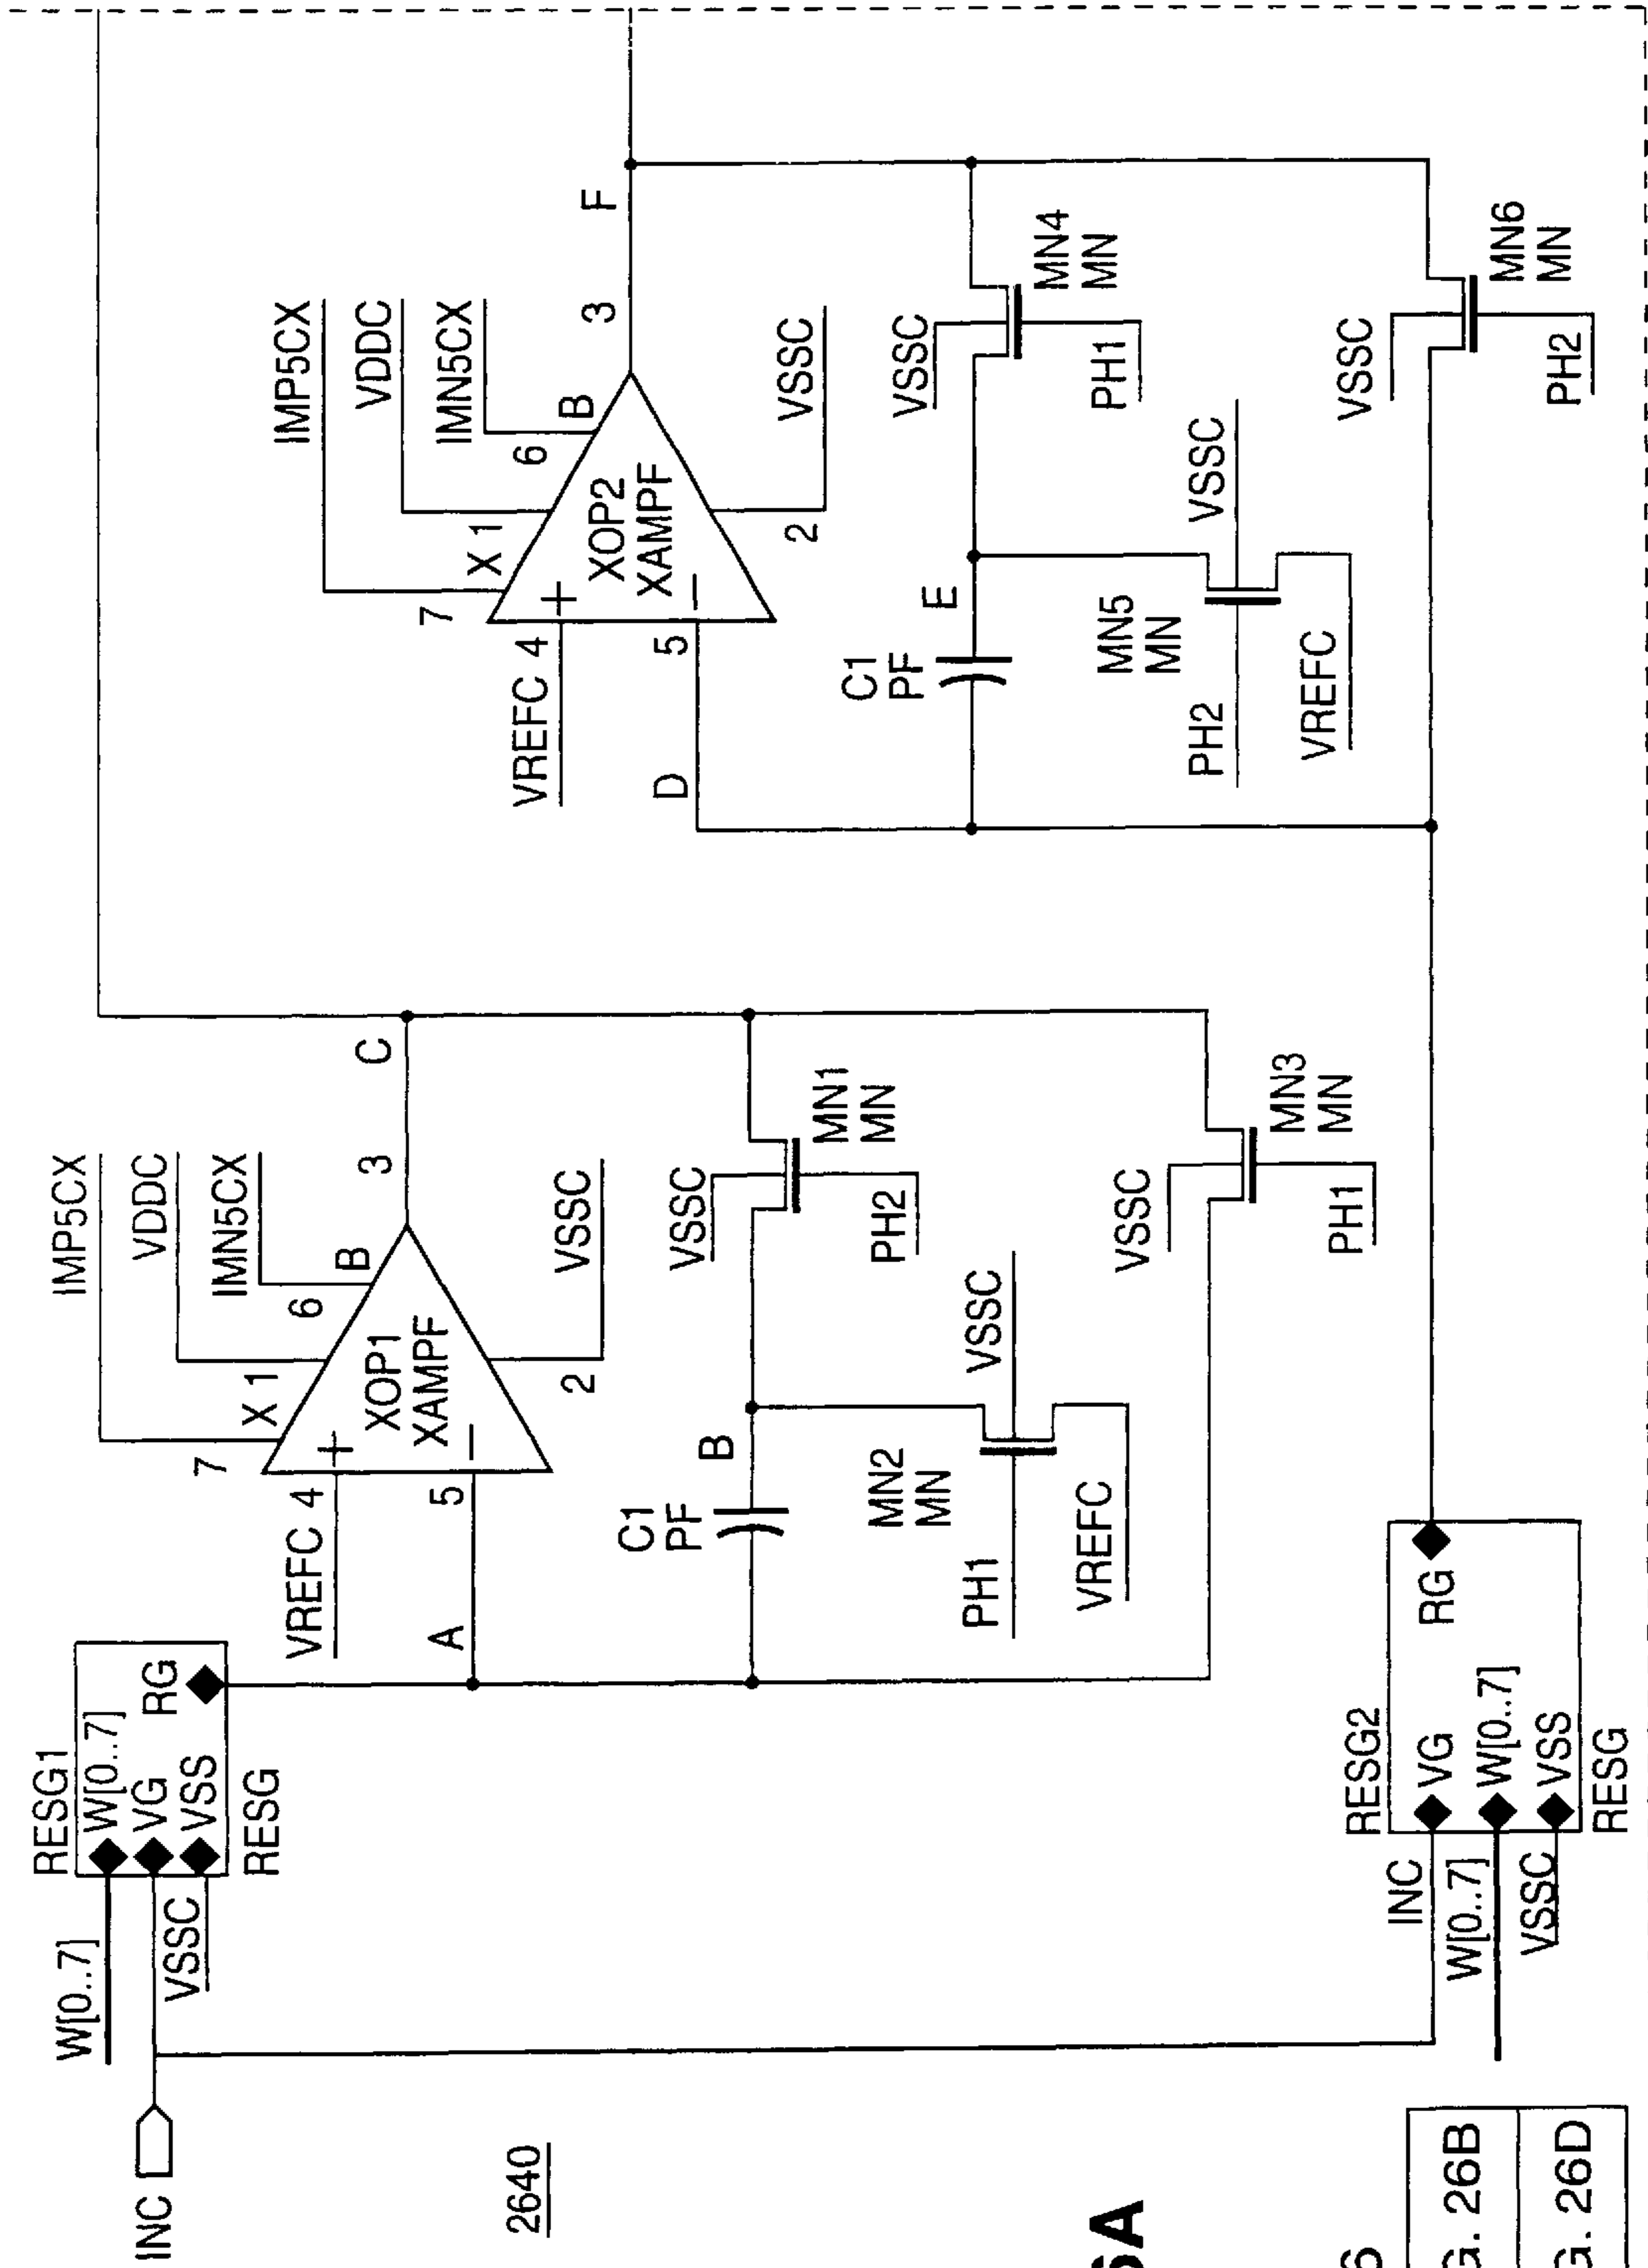 INC
2640
W[0..7]
VSSC
RESG1
W[0..7]
VG
VSS
RG
RESG
IMP5CX
VDDC
IMN5CX
7
X 1
6
B
VREFC 4
+
XOP1
XAMPF
5
−
A
3
C
2
VSSC
C1
PF
B
VSSC
MN1
MN
PH2
MN2
MN
VSSC
PH1
VREFC
VSSC
MN3
MN
PH1
IMP5CX
VDDC
IMN5CX
7
X 1
6
B
VREFC 4
+
XOP2
XAMPF
5
−
D
3
F
2
VSSC
C1
PF
E
VSSC
MN4
MN
PH1
MN5
MN
VSSC
PH2
VREFC
VSSC
MN6
MN
PH2
RESG2
INC
W[0..7]
VSSC
VG
W[0..7]
VSS
RG
RESG
6A
6
G. 26B
G. 26D